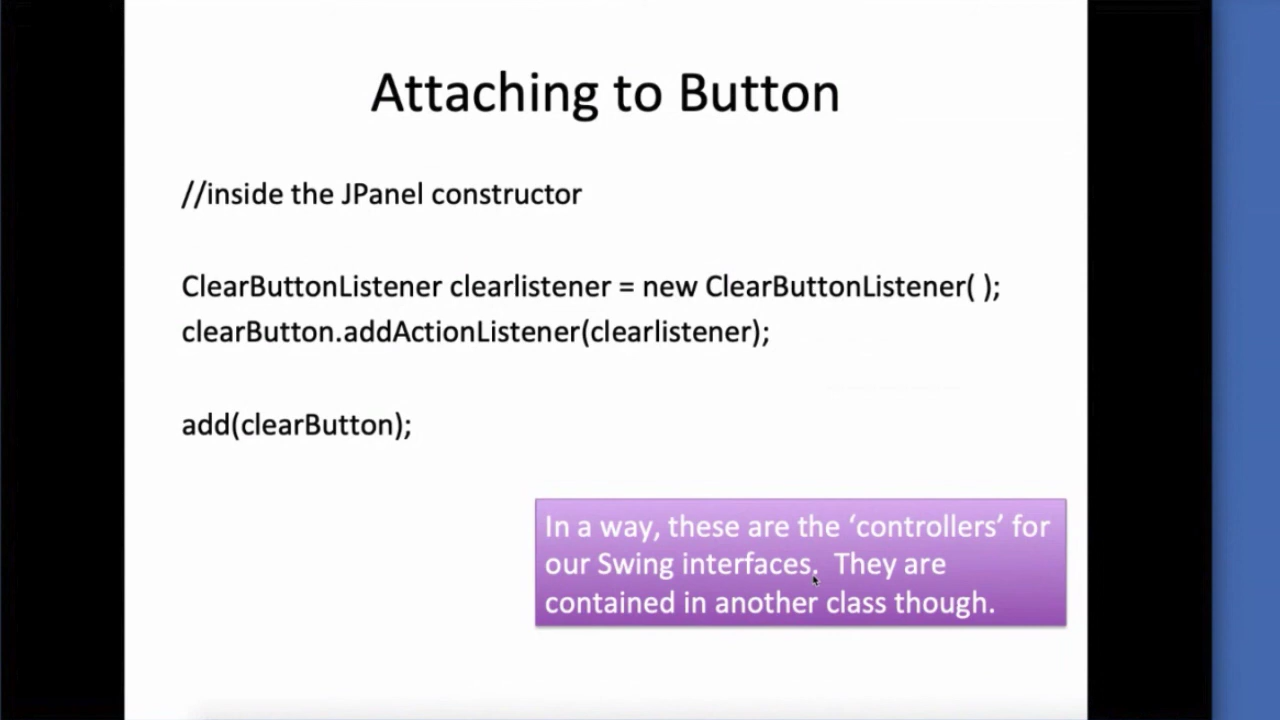 Attaching to Button
//inside the JPanel constructor
ClearButtonListener clearlistener = new ClearButtonListener( );
clearButton.addActionListener(clearlistener);
add(clearButton);
In a way, these are the ‘controllers’ for
our Swing interfaces.  They are
contained in another class though.